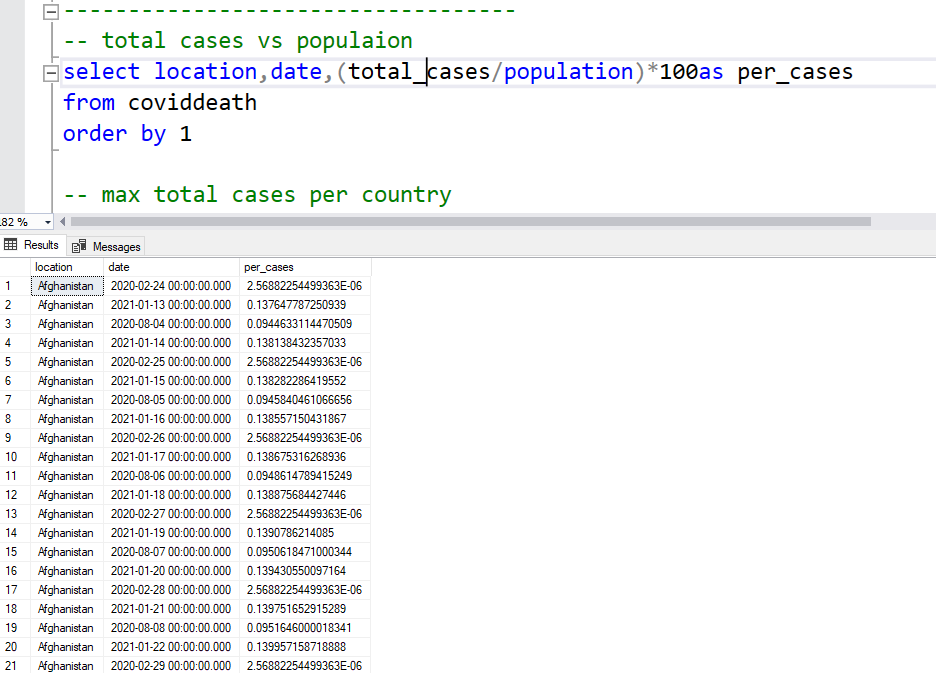 -----------------------------------
-- total cases vs populaion
select location,date,(total_cases/population)*100as per_cases
from coviddeath
order by 1
-- max total cases per country
.82 %
Results Messages
location date per_cases
1 Afghanistan 2020-02-24 00:00:00.000 2.56882254499363E-06
2 Afghanistan 2021-01-13 00:00:00.000 0.137647787250939
3 Afghanistan 2020-08-04 00:00:00.000 0.0944633114470509
4 Afghanistan 2021-01-14 00:00:00.000 0.138138432357033
5 Afghanistan 2020-02-25 00:00:00.000 2.56882254499363E-06
6 Afghanistan 2021-01-15 00:00:00.000 0.138282286419552
7 Afghanistan 2020-08-05 00:00:00.000 0.0945840461066656
8 Afghanistan 2021-01-16 00:00:00.000 0.138557150431867
9 Afghanistan 2020-02-26 00:00:00.000 2.56882254499363E-06
10 Afghanistan 2021-01-17 00:00:00.000 0.138675316268936
11 Afghanistan 2020-08-06 00:00:00.000 0.0948614789415249
12 Afghanistan 2021-01-18 00:00:00.000 0.138875684427446
13 Afghanistan 2020-02-27 00:00:00.000 2.56882254499363E-06
14 Afghanistan 2021-01-19 00:00:00.000 0.1390786214085
15 Afghanistan 2020-08-07 00:00:00.000 0.0950618471000344
16 Afghanistan 2021-01-20 00:00:00.000 0.139430550097164
17 Afghanistan 2020-02-28 00:00:00.000 2.56882254499363E-06
18 Afghanistan 2021-01-21 00:00:00.000 0.139751652915289
19 Afghanistan 2020-08-08 00:00:00.000 0.0951646000018341
20 Afghanistan 2021-01-22 00:00:00.000 0.139957158718888
21 Afghanistan 2020-02-29 00:00:00.000 2.56882254499363E-06